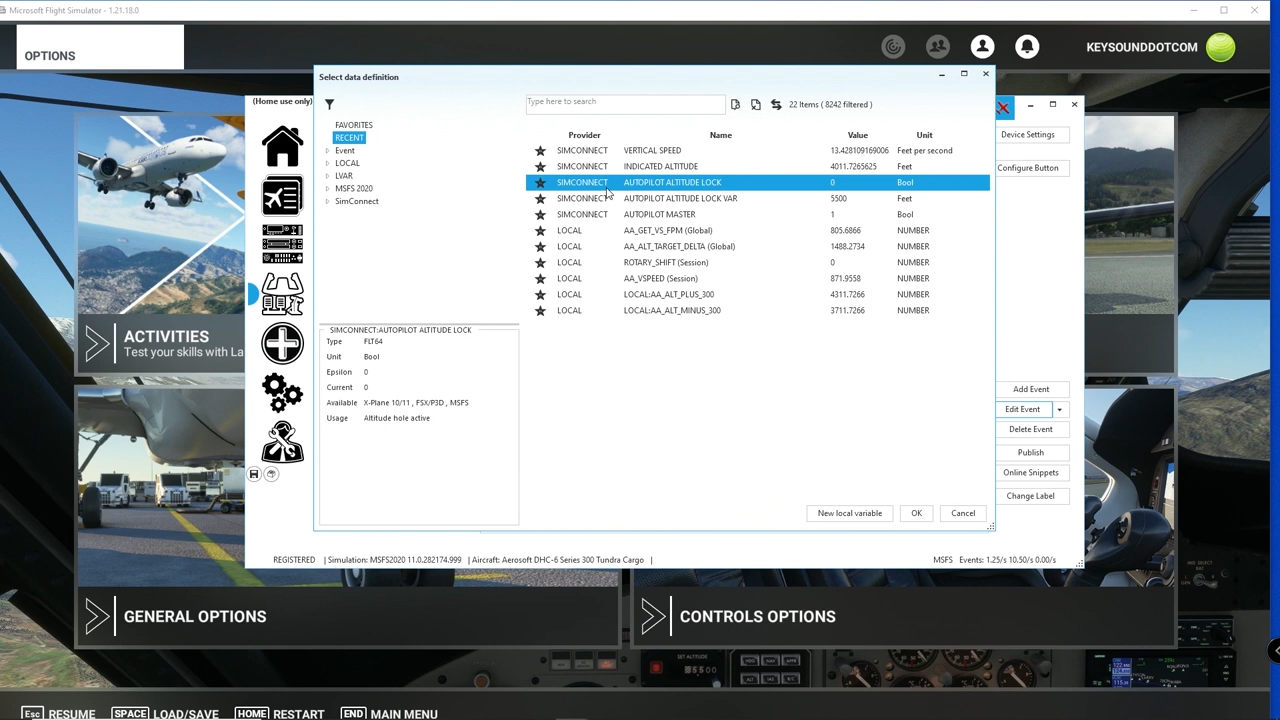 Microsoft Flight Simulator - 1.21.18.0
OPTIONS
KEYSOUNDDOTCOM
Select data definition
(Home use only)
Type here to search
22 Items ( 8242 filtered )
FAVORITES
RECENT
Event
LOCAL
LVAR
MSFS 2020
SimConnect
Provider Name Value Unit
SIMCONNECT VERTICAL SPEED 13.428109169006 Feet per second
SIMCONNECT INDICATED ALTITUDE 4011.7265625 Feet
SIMCONNECT AUTOPILOT ALTITUDE LOCK 0 Bool
SIMCONNECT AUTOPILOT ALTITUDE LOCK VAR 5500 Feet
SIMCONNECT AUTOPILOT MASTER 1 Bool
LOCAL AA_GET_VS_FPM (Global) 805.6866 NUMBER
LOCAL AA_ALT_TARGET_DELTA (Global) 1488.2734 NUMBER
LOCAL ROTARY_SHIFT (Session) 0 NUMBER
LOCAL AA_VSPEED (Session) 871.9558 NUMBER
LOCAL LOCAL:AA_ALT_PLUS_300 4311.7266 NUMBER
LOCAL LOCAL:AA_ALT_MINUS_300 3711.7266 NUMBER
SIMCONNECT:AUTOPILOT ALTITUDE LOCK
Type FLT64
Unit Bool
Epsilon 0
Current 0
Available X-Plane 10/11 , FSX/P3D , MSFS
Usage Altitude hole active
New local variable OK Cancel
Device Settings
Configure Button
Add Event
Edit Event
Delete Event
Publish
Online Snippets
Change Label
REGISTERED | Simulation: MSFS2020 11.0.282174.999 | Aircraft: Aerosoft DHC-6 Series 300 Tundra Cargo |
MSFS Events: 1.25/s 10.50/s 0.00/s
ACTIVITIES
Test your skills with La
GENERAL OPTIONS
CONTROLS OPTIONS
SET ALTITUDE
5500
Esc RESUME SPACE LOAD/SAVE HOME RESTART END MAIN MENU